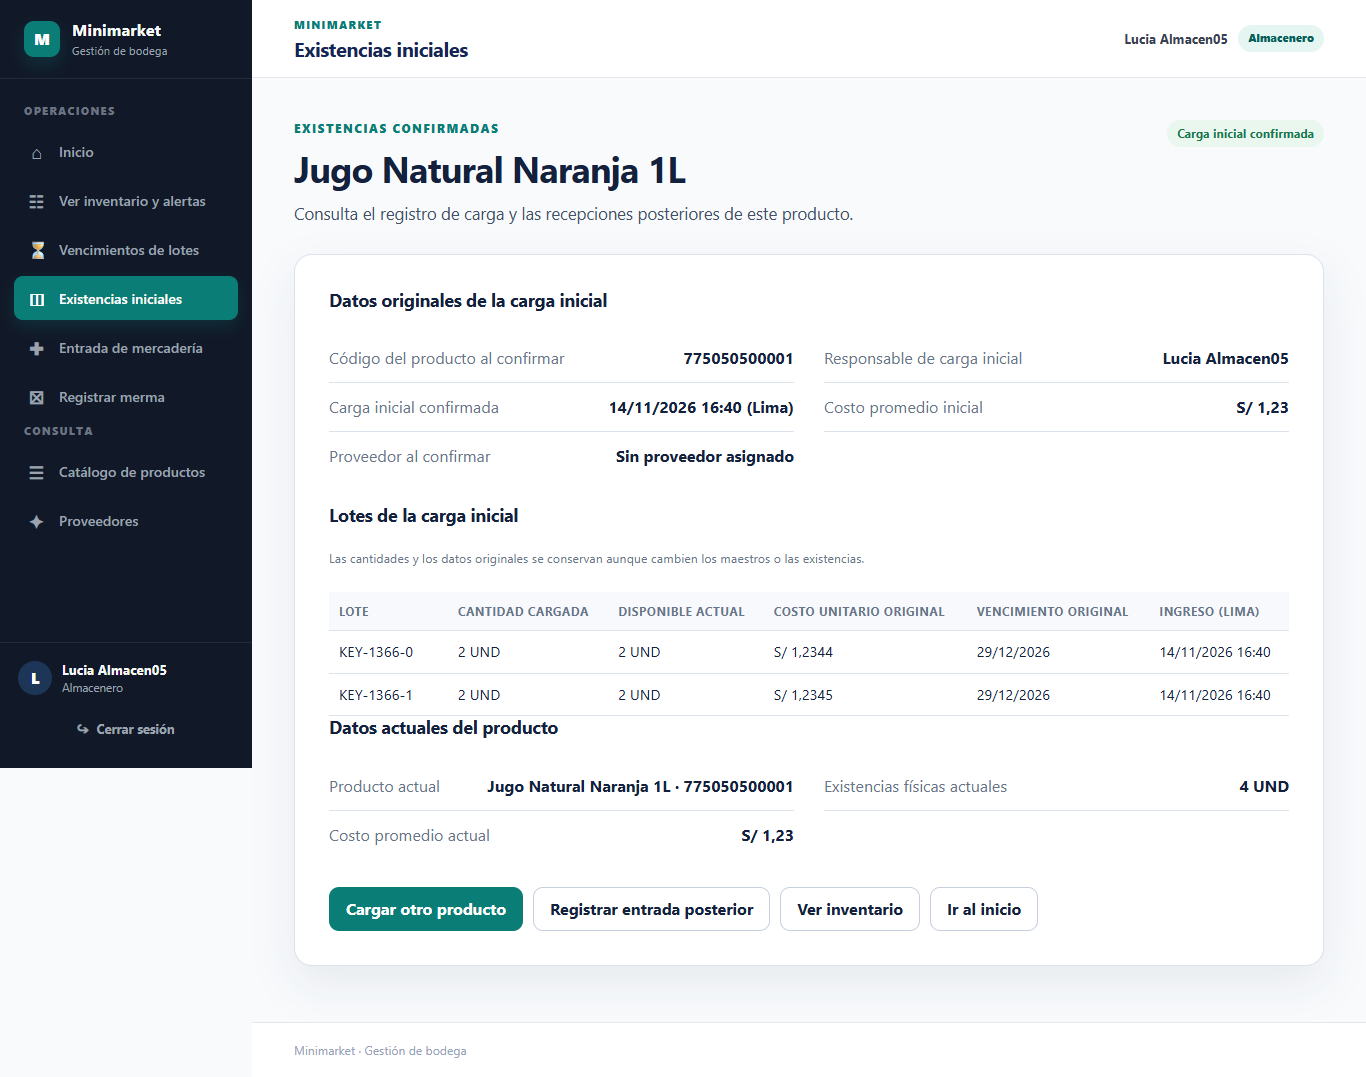 M
Minimarket
Gestión de bodega
OPERACIONES
Inicio
Ver inventario y alertas
Vencimientos de lotes
Existencias iniciales
Entrada de mercadería
Registrar merma
CONSULTA
Catálogo de productos
Proveedores
L
Lucia Almacen05
Almacenero
Cerrar sesión
MINIMARKET
Existencias iniciales
Lucia Almacen05
Almacenero
EXISTENCIAS CONFIRMADAS
Carga inicial confirmada
Jugo Natural Naranja 1L
Consulta el registro de carga y las recepciones posteriores de este producto.
Datos originales de la carga inicial
Código del producto al confirmar 775050500001
Responsable de carga inicial Lucia Almacen05
Carga inicial confirmada 14/11/2026 16:40 (Lima)
Costo promedio inicial S/ 1,23
Proveedor al confirmar Sin proveedor asignado
Lotes de la carga inicial
Las cantidades y los datos originales se conservan aunque cambien los maestros o las existencias.
LOTE CANTIDAD CARGADA DISPONIBLE ACTUAL COSTO UNITARIO ORIGINAL VENCIMIENTO ORIGINAL INGRESO (LIMA)
KEY-1366-0 2 UND 2 UND S/ 1,2344 29/12/2026 14/11/2026 16:40
KEY-1366-1 2 UND 2 UND S/ 1,2345 29/12/2026 14/11/2026 16:40
Datos actuales del producto
Producto actual Jugo Natural Naranja 1L · 775050500001
Existencias físicas actuales 4 UND
Costo promedio actual S/ 1,23
Cargar otro producto
Registrar entrada posterior
Ver inventario
Ir al inicio
Minimarket · Gestión de bodega